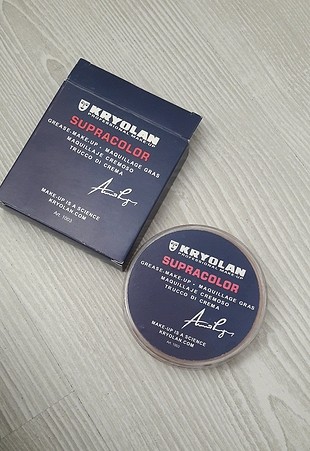 KRYOLAN
PROFESSIONAL MAKE-UP
SUPRACOLOR
GREASE-MAKE-UP · MAQUILLAGE GRAS
MAQUILLAJE CREMOSO
TRUCCO DI CREMA
MAKE-UP IS A SCIENCE
KRYOLAN.COM
Art. 1003
KRYOLAN
PROFESSIONAL MAKE-UP
SUPRACOLOR
GREASE-MAKE-UP · MAQUILLAGE GRAS
MAQUILLAJE CREMOSO
TRUCCO DI CREMA
MAKE-UP IS A SCIENCE
KRYOLAN.COM